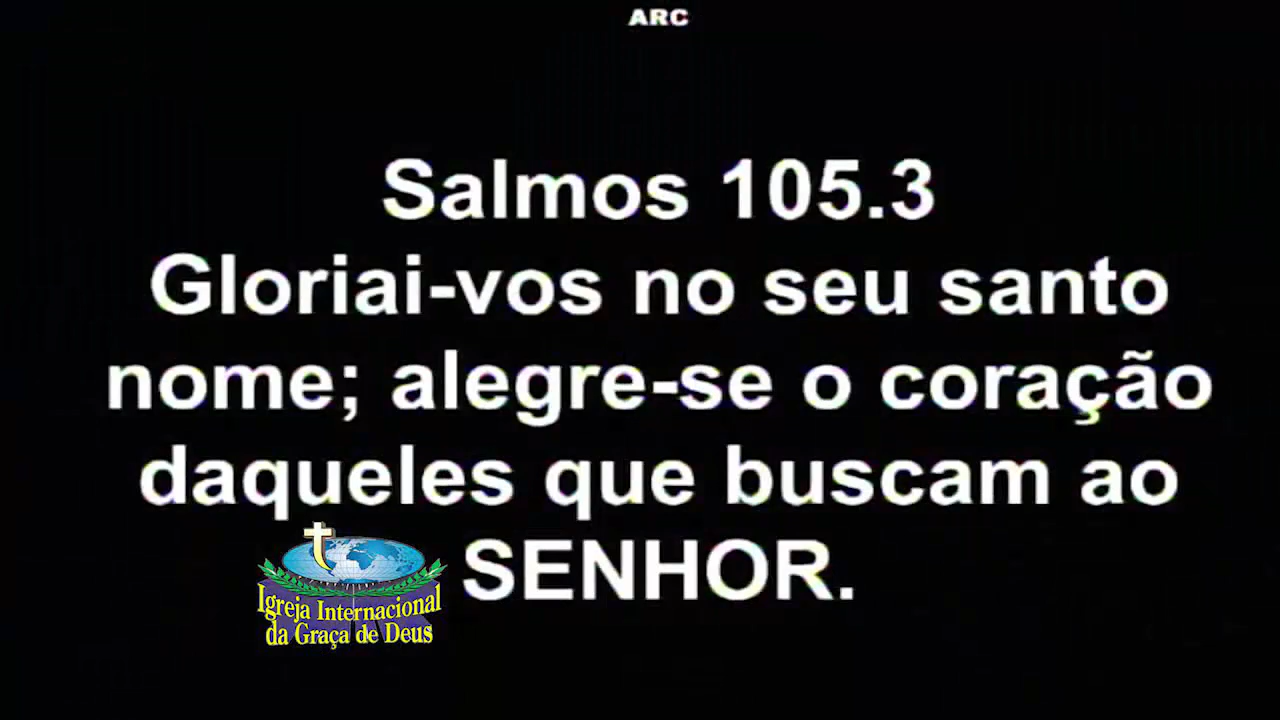 ARC
Salmos 105.3
Gloriai-vos no seu santo
nome; alegre-se o coração
daqueles que buscam ao
SENHOR.
Igreja Internacional
da Graça de Deus